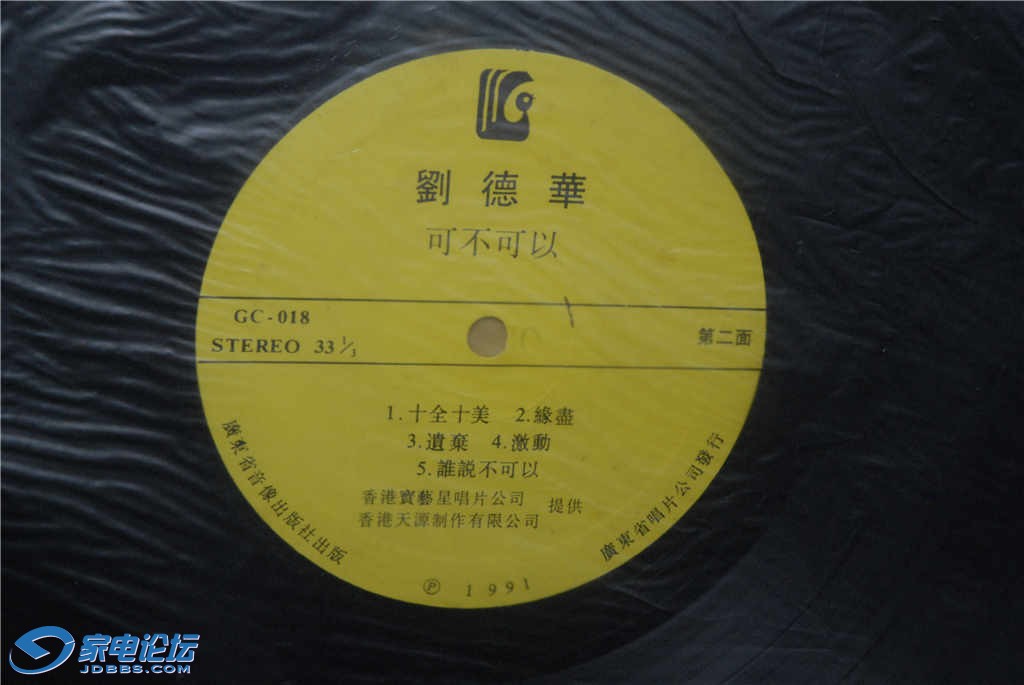 劉德華
可不可以
GC-018
STEREO 33 1/3
第二面
1.十全十美 2.緣盡
3.遺棄 4.激動
5.誰説不可以
香港寶藝星唱片公司
香港天源制作有限公司
提供
廣東省音像出版社出版
廣東省唱片公司發行
Ⓟ 1991
家电论坛
JDBBS.COM